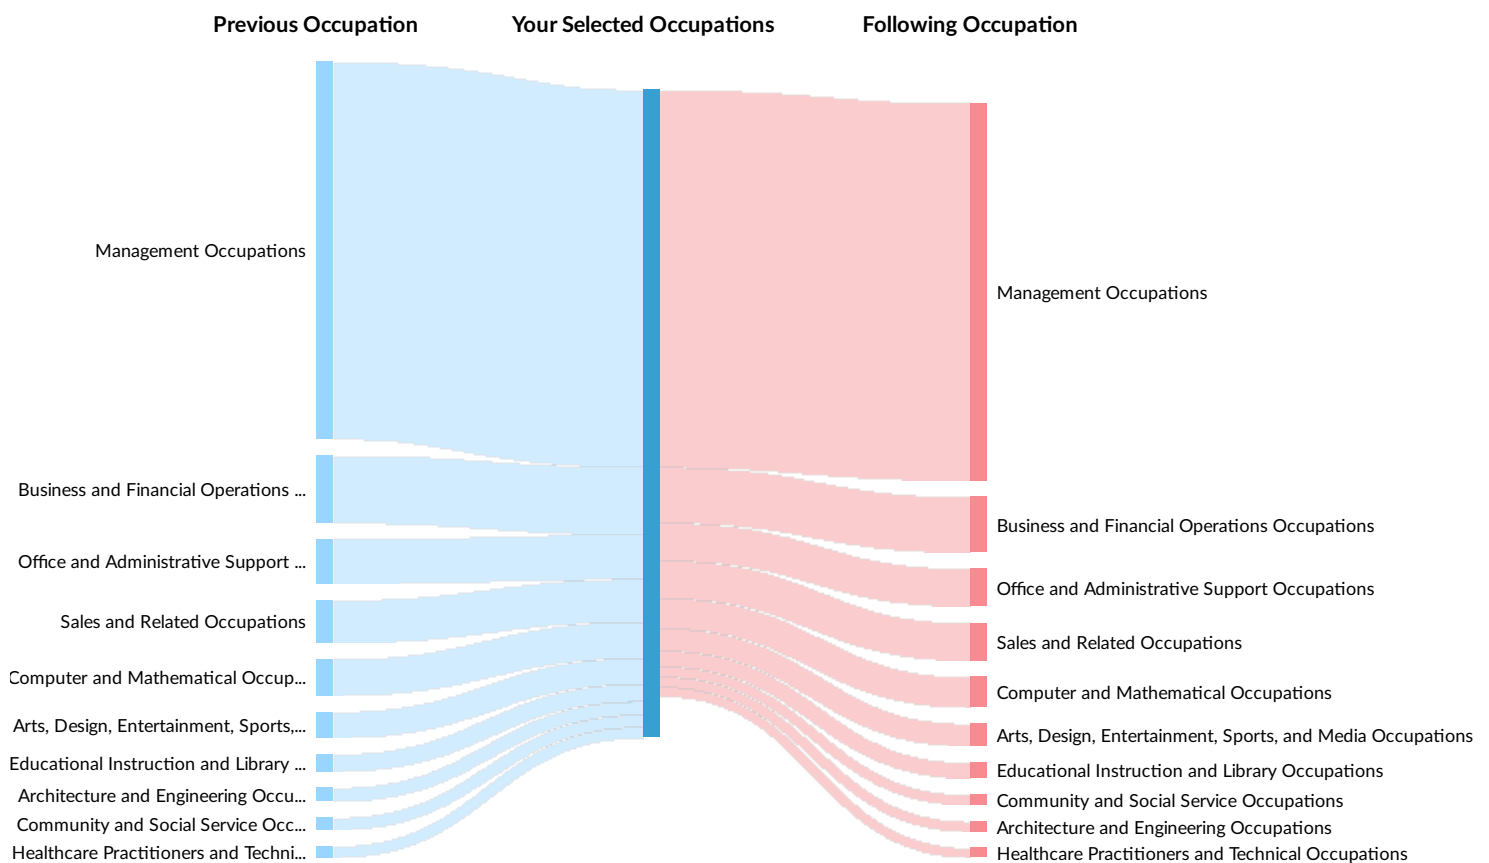 Previous Occupation
Your Selected Occupations
Following Occupation
Management Occupations
Business and Financial Operations ...
Office and Administrative Support ...
Sales and Related Occupations
Computer and Mathematical Occup...
Arts, Design, Entertainment, Sports,...
Educational Instruction and Library ...
Architecture and Engineering Occu...
Community and Social Service Occ...
Healthcare Practitioners and Techni...
Management Occupations
Business and Financial Operations Occupations
Office and Administrative Support Occupations
Sales and Related Occupations
Computer and Mathematical Occupations
Arts, Design, Entertainment, Sports, and Media Occupations
Educational Instruction and Library Occupations
Community and Social Service Occupations
Architecture and Engineering Occupations
Healthcare Practitioners and Technical Occupations